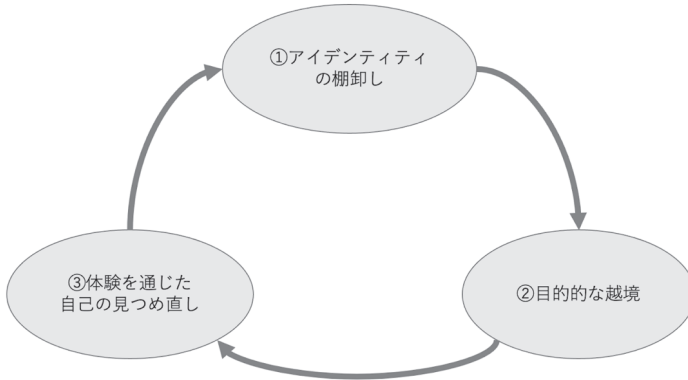 ①アイデンティティ
の棚卸し
②目的的な越境
③体験を通じた
自己の見つめ直し